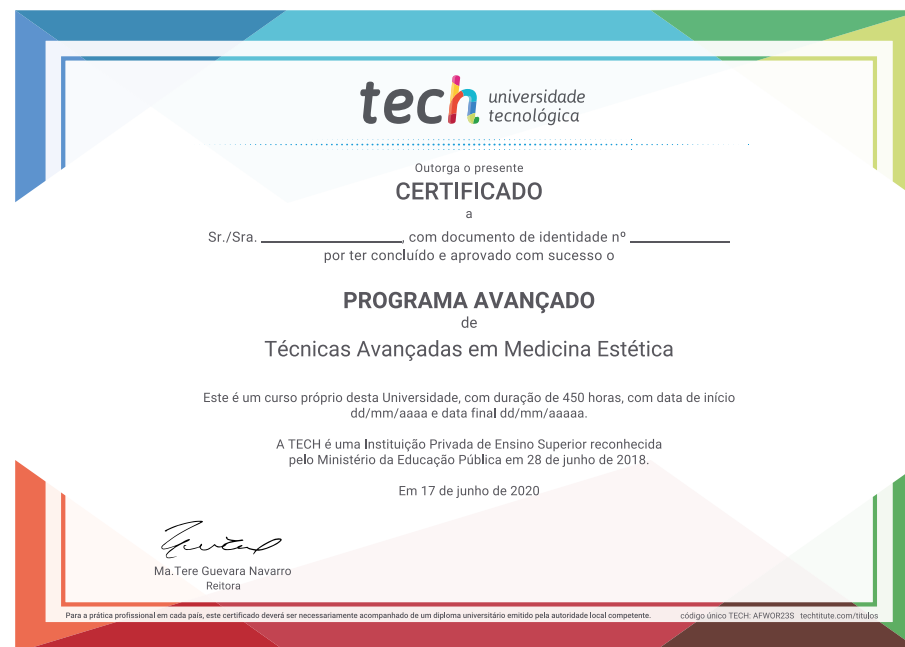 tech universidade
tecnológica
Outorga o presente
CERTIFICADO
a
Sr./Sra. ____________, com documento de identidade nº ____________
por ter concluído e aprovado com sucesso o
PROGRAMA AVANÇADO
de
Técnicas Avançadas em Medicina Estética
Este é um curso próprio desta Universidade, com duração de 450 horas, com data de início
dd/mm/aaaa e data final dd/mm/aaaaa.
A TECH é uma Instituição Privada de Ensino Superior reconhecida
pelo Ministério da Educação Pública em 28 de junho de 2018.
Em 17 de junho de 2020
Ma.Tere Guevara Navarro
Reitora
Para a prática profissional em cada país, este certificado deverá ser necessariamente acompanhado de um diploma universitário emitido pela autoridade local competente. código único TECH: AFWOR23S techtitute.com/titulos